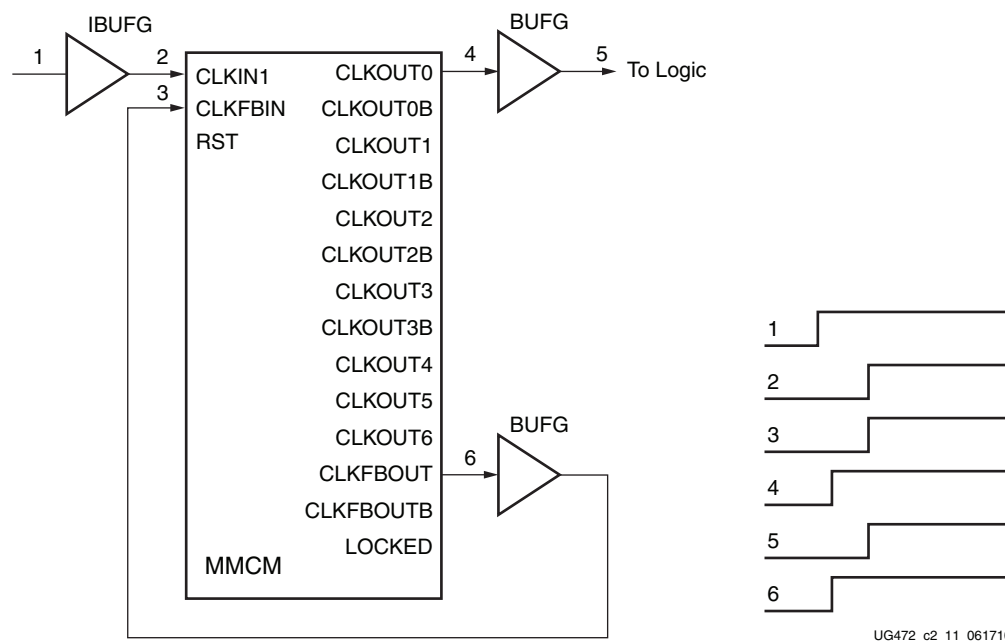 IBUFG
BUFG
1
2
4
5
To Logic
CLKIN1
CLKOUT0
3
CLKFBIN
CLKOUT0B
RST
CLKOUT1
CLKOUT1B
CLKOUT2
CLKOUT2B
CLKOUT3
CLKOUT3B
CLKOUT4
CLKOUT5
CLKOUT6
BUFG
CLKFBOUT
6
CLKFBOUTB
LOCKED
MMCM
1
2
3
4
5
6